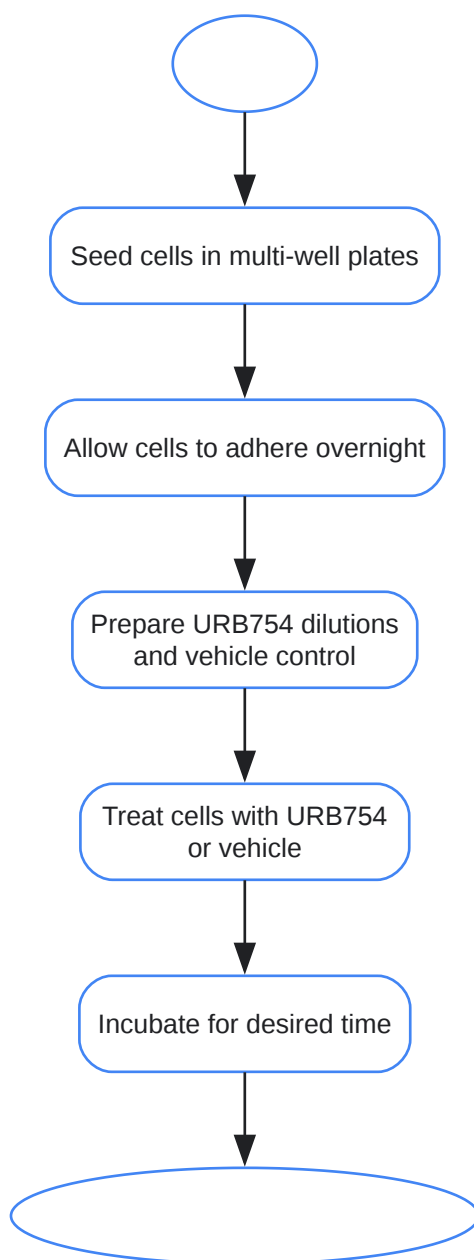 Seed cells in multi-well plates
Allow cells to adhere overnight
Prepare URB754 dilutions
and vehicle control
Treat cells with URB754
or vehicle
Incubate for desired time